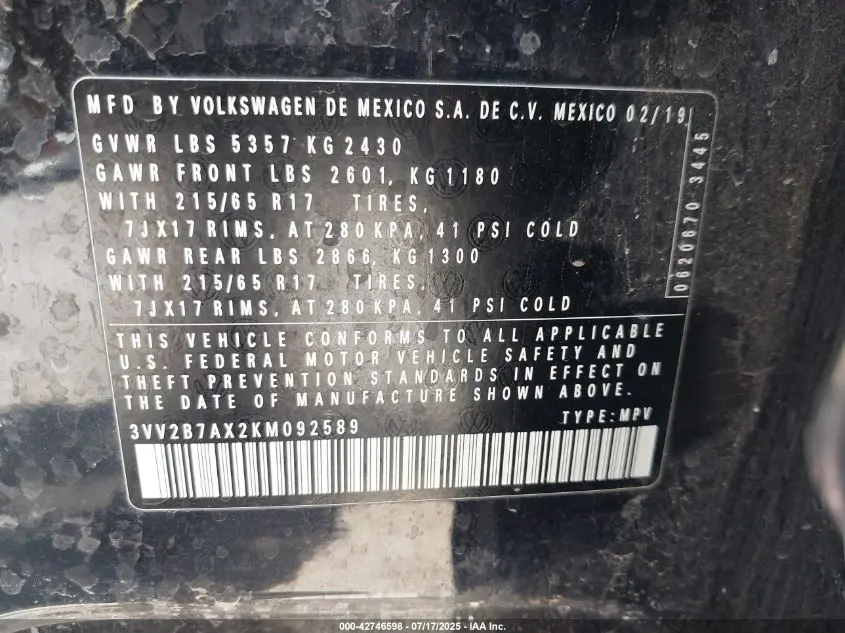 MFD BY VOLKSWAGEN DE MEXICO S.A. DE C.V. MEXICO 02/19
GVWR LBS 5357 KG 2430
GAWR FRONT LBS 2601, KG 1180
WITH 215/65 R17 TIRES,
7JX17 RIMS, AT 280 KPA, 41 PSI COLD
GAWR REAR LBS 2866, KG 1300
WITH 215/65 R17 TIRES,
7JX17 RIMS, AT 280 KPA, 41 PSI COLD
0620870 3445
THIS VEHICLE CONFORMS TO ALL APPLICABLE
U.S. FEDERAL MOTOR VEHICLE SAFETY AND
THEFT PREVENTION STANDARDS IN EFFECT ON
THE DATE OF MANUFACTURE SHOWN ABOVE.
3VV2B7AX2KM092589 TYPE: MPV
000-42746598 - 07/17/2025 - IAA Inc.